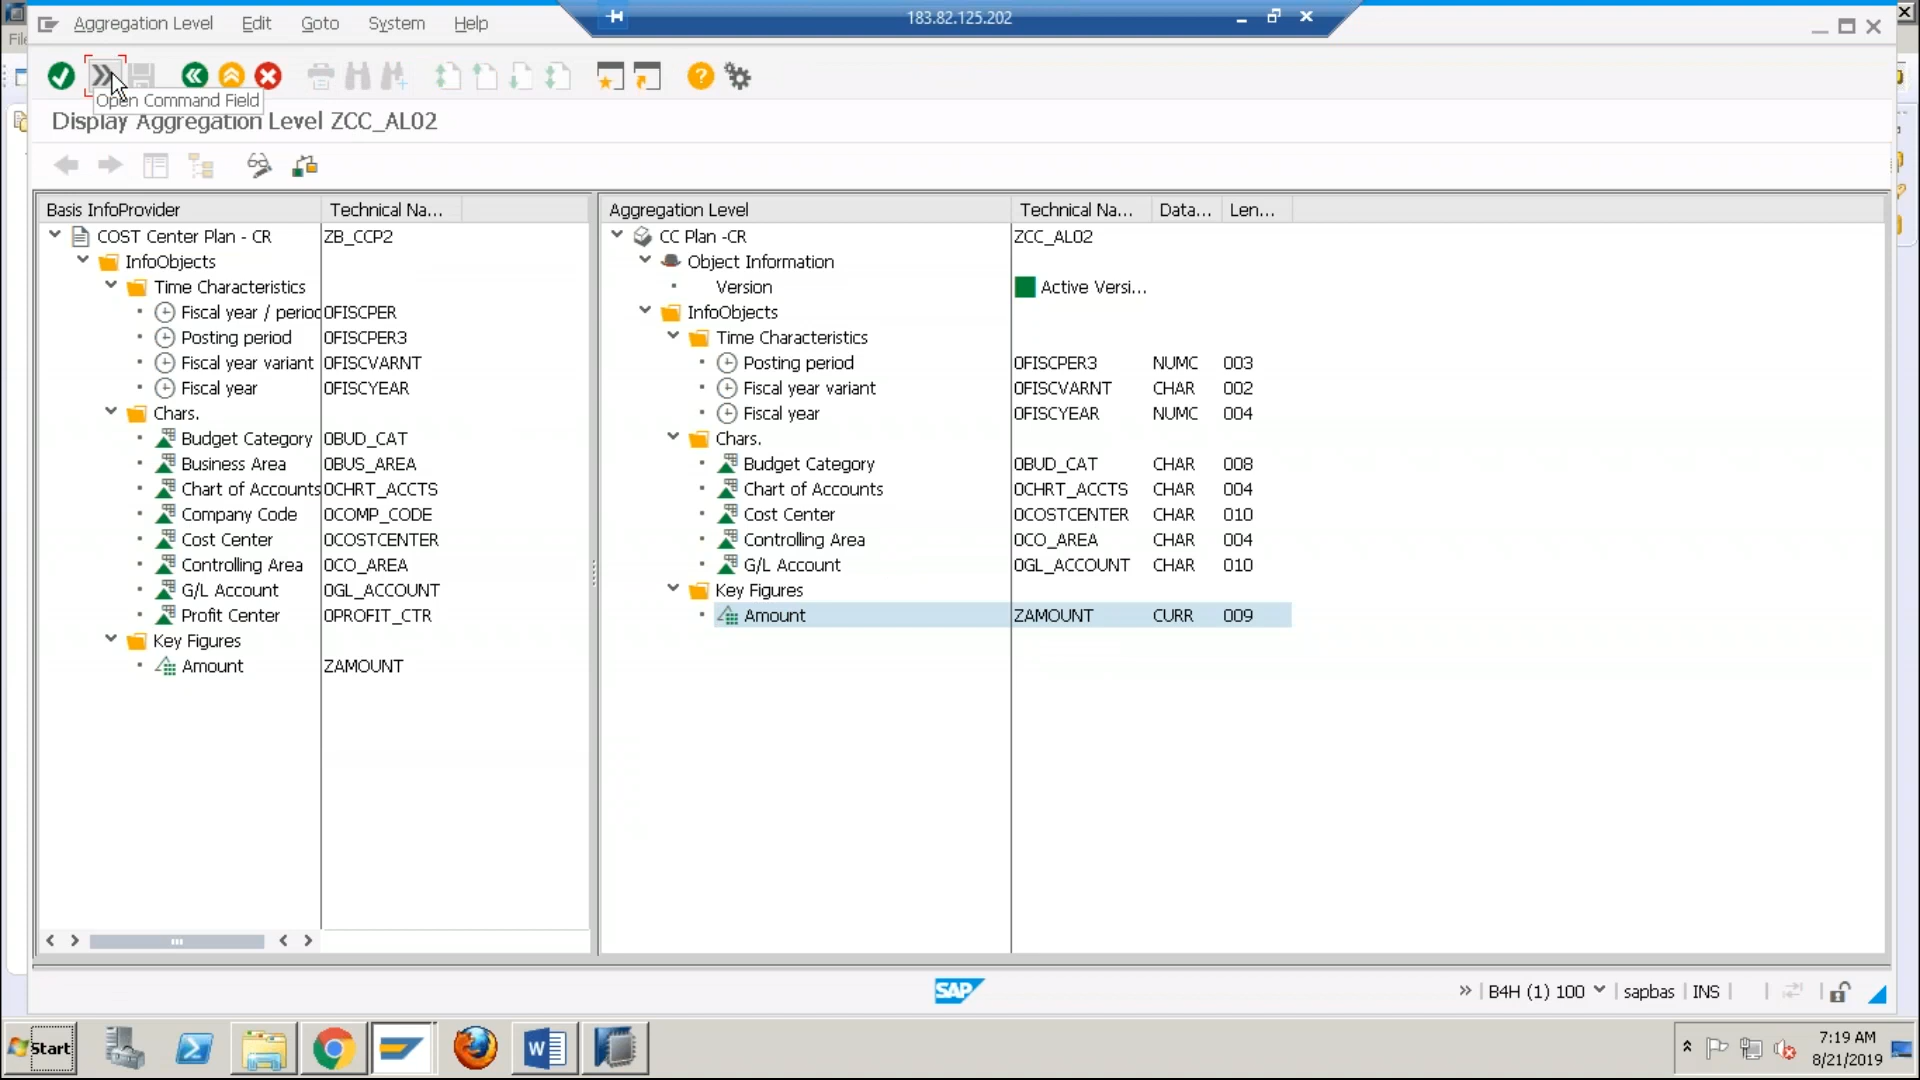 Aggregation Level Edit Goto System Help
183.82.125.202
Open Command Field
Display Aggregation Level ZCC_AL02
Basis InfoProvider Technical Na...
COST Center Plan - CR ZB_CCP2
InfoObjects
Time Characteristics
Fiscal year / perioc 0FISCPER
Posting period 0FISCPER3
Fiscal year variant 0FISCVARNT
Fiscal year 0FISCYEAR
Chars.
Budget Category 0BUD_CAT
Business Area 0BUS_AREA
Chart of Accounts 0CHRT_ACCTS
Company Code 0COMP_CODE
Cost Center 0COSTCENTER
Controlling Area 0CO_AREA
G/L Account 0GL_ACCOUNT
Profit Center 0PROFIT_CTR
Key Figures
Amount ZAMOUNT
Aggregation Level Technical Na... Data... Len...
CC Plan -CR ZCC_AL02
Object Information
Version Active Versi...
InfoObjects
Time Characteristics
Posting period 0FISCPER3 NUMC 003
Fiscal year variant 0FISCVARNT CHAR 002
Fiscal year 0FISCYEAR NUMC 004
Chars.
Budget Category 0BUD_CAT CHAR 008
Chart of Accounts 0CHRT_ACCTS CHAR 004
Cost Center 0COSTCENTER CHAR 010
Controlling Area 0CO_AREA CHAR 004
G/L Account 0GL_ACCOUNT CHAR 010
Key Figures
Amount ZAMOUNT CURR 009
SAP
B4H (1) 100 sapbas INS
Start
7:19 AM
8/21/2019